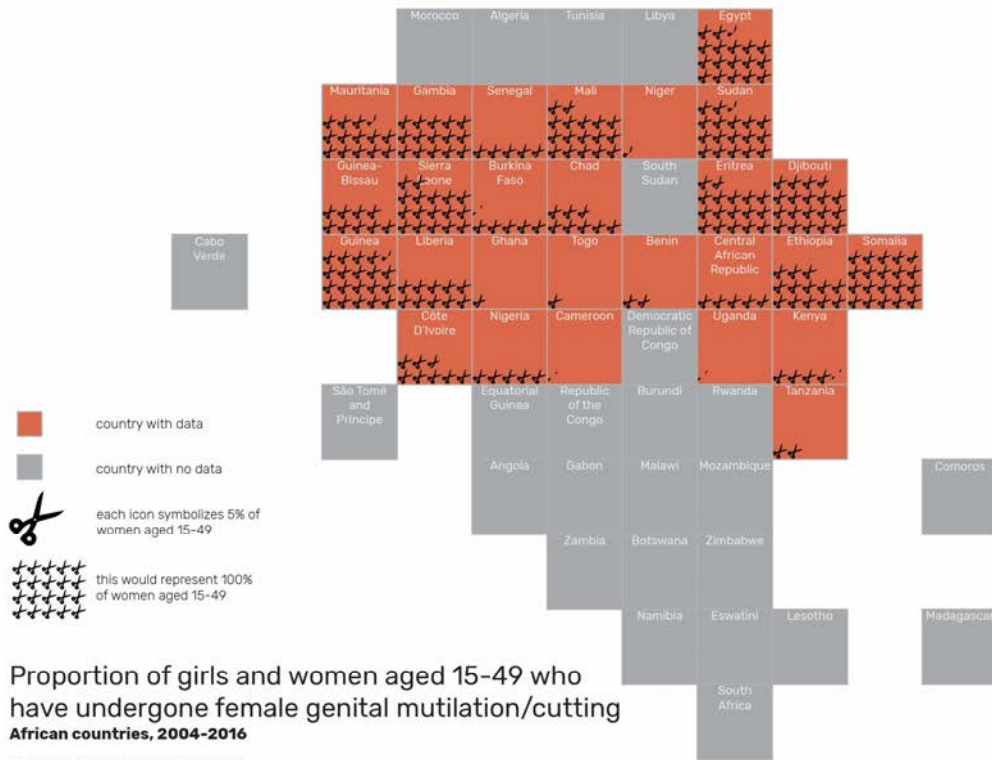 Morocco
Algeria
Tunisia
Libya
Egypt
Mauritania
Gambia
Senegal
Mali
Niger
Sudan
Guinea-
Bissau
Sierra
Leone
Burkina
Faso
Chad
South
Sudan
Eritrea
Djibouti
Cabo
Verde
Guinea
Liberia
Ghana
Togo
Benin
Central
African
Republic
Ethiopia
Somalia
Côte
D'Ivoire
Nigeria
Cameroon
Democratic
Republic of
Congo
Uganda
Kenya
São Tomé
and
Principe
Equatorial
Guinea
Republic
of the
Congo
Burundi
Rwanda
Tanzania
Angola
Gabon
Malawi
Mozambique
Comoros
Zambia
Botswana
Zimbabwe
Namibia
Eswatini
Lesotho
Madagascar
South
Africa
country with data
country with no data
each icon symbolizes 5% of
women aged 15-49
this would represent 100%
of women aged 15-49
Proportion of girls and women aged 15-49 who
have undergone female genital mutilation/cutting
African countries, 2004-2016